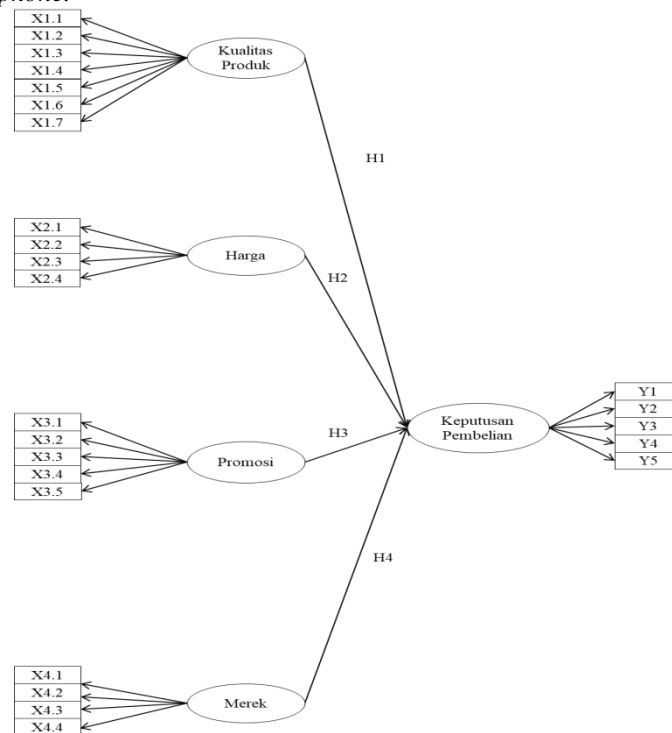 phone.
X1.1
X1.2
X1.3
X1.4
X1.5
X1.6
X1.7
Kualitas
Produk
H1
X2.1
X2.2
X2.3
X2.4
Harga
H2
X3.1
X3.2
X3.3
X3.4
X3.5
Promosi
H3
Keputusan
Pembelian
Y1
Y2
Y3
Y4
Y5
H4
X4.1
X4.2
X4.3
X4.4
Merek